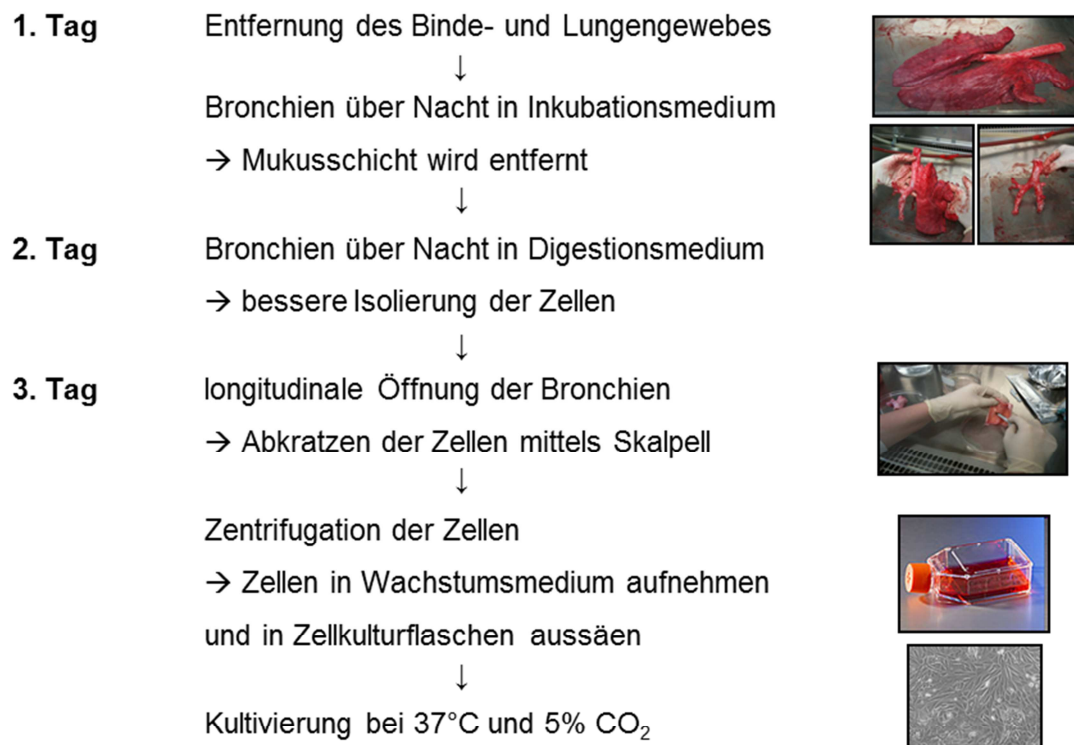 1. Tag Entfernung des Binde- und Lungengewebes
↓
Bronchien über Nacht in Inkubationsmedium
→ Mukusschicht wird entfernt
↓
2. Tag Bronchien über Nacht in Digestionsmedium
→ bessere Isolierung der Zellen
↓
3. Tag longitudinale Öffnung der Bronchien
→ Abkratzen der Zellen mittels Skalpell
↓
Zentrifugation der Zellen
→ Zellen in Wachstumsmedium aufnehmen
und in Zellkulturflaschen aussäen
↓
Kultivierung bei 37°C und 5% CO₂